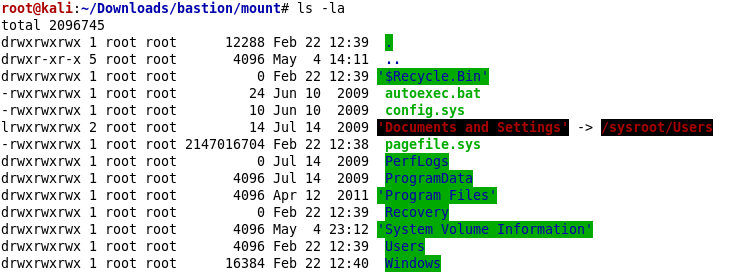 root@kali:~/Downloads/bastion/mount# ls -la
total 2096745
drwxrwxrwx 1 root root      12288 Feb 22 12:39  .
drwxr-xr-x 5 root root       4096 May  4 14:11  ..
drwxrwxrwx 1 root root          0 Feb 22 12:39 '$Recycle.Bin'
-rwxrwxrwx 1 root root         24 Jun 10  2009  autoexec.bat
-rwxrwxrwx 1 root root         10 Jun 10  2009  config.sys
lrwxrwxrwx 2 root root         14 Jul 14  2009 'Documents and Settings' -> /sysroot/Users
-rwxrwxrwx 1 root root 2147016704 Feb 22 12:38  pagefile.sys
drwxrwxrwx 1 root root          0 Jul 14  2009  PerfLogs
drwxrwxrwx 1 root root       4096 Jul 14  2009  ProgramData
drwxrwxrwx 1 root root       4096 Apr 12  2011 'Program Files'
drwxrwxrwx 1 root root          0 Feb 22 12:39  Recovery
drwxrwxrwx 1 root root       4096 May  4 23:12 'System Volume Information'
drwxrwxrwx 1 root root       4096 Feb 22 12:39  Users
drwxrwxrwx 1 root root      16384 Feb 22 12:40  Windows